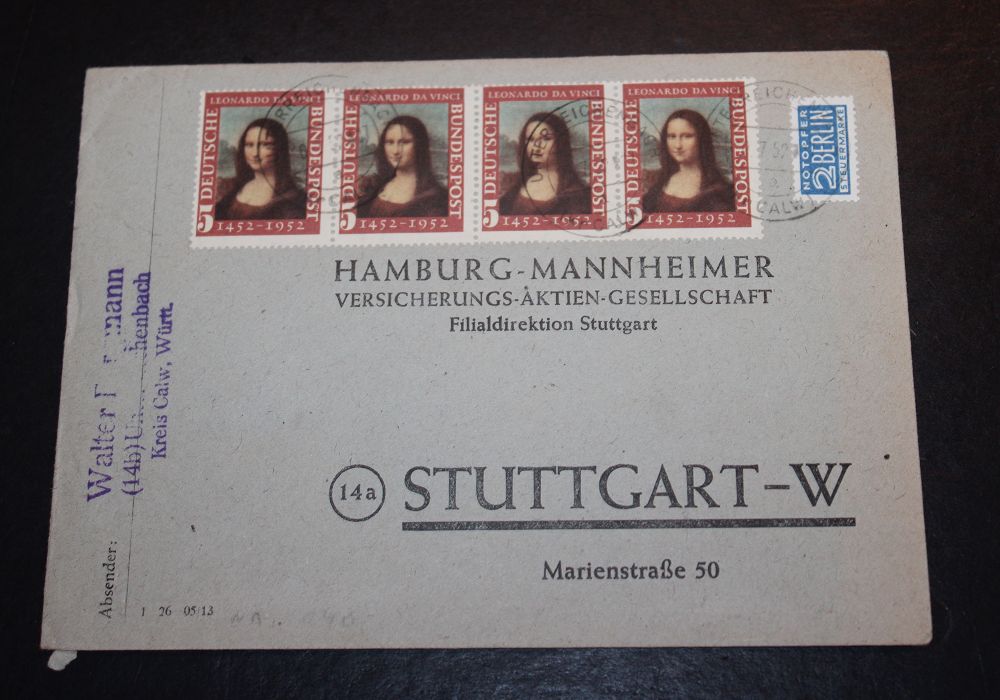 LEONARDO DA VINCI
DEUTSCHE
BUNDESPOST
5
1452-1952
LEONARDO DA VINCI
DEUTSCHE
BUNDESPOST
5
1452-1952
LEONARDO DA VINCI
DEUTSCHE
BUNDESPOST
5
1452-1952
LEONARDO DA VINCI
DEUTSCHE
BUNDESPOST
5
1452-1952
CALW
CALW
NOTOPFER
2 BERLIN
STEUERMARKE
HAMBURG-MANNHEIMER
VERSICHERUNGS-AKTIEN-GESELLSCHAFT
Filialdirektion Stuttgart
14a STUTTGART-W
Marienstraße 50
Absender:
Walter
(14b)
Kreis Calw, Württ.
1 26 05/13